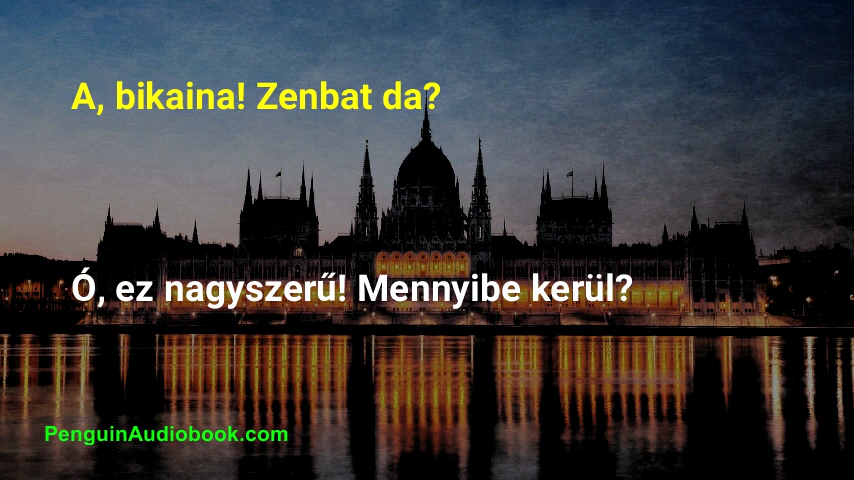 A, bikaina! Zenbat da?
Ó, ez nagyszerű! Mennyibe kerül?
PenguinAudiobook.com